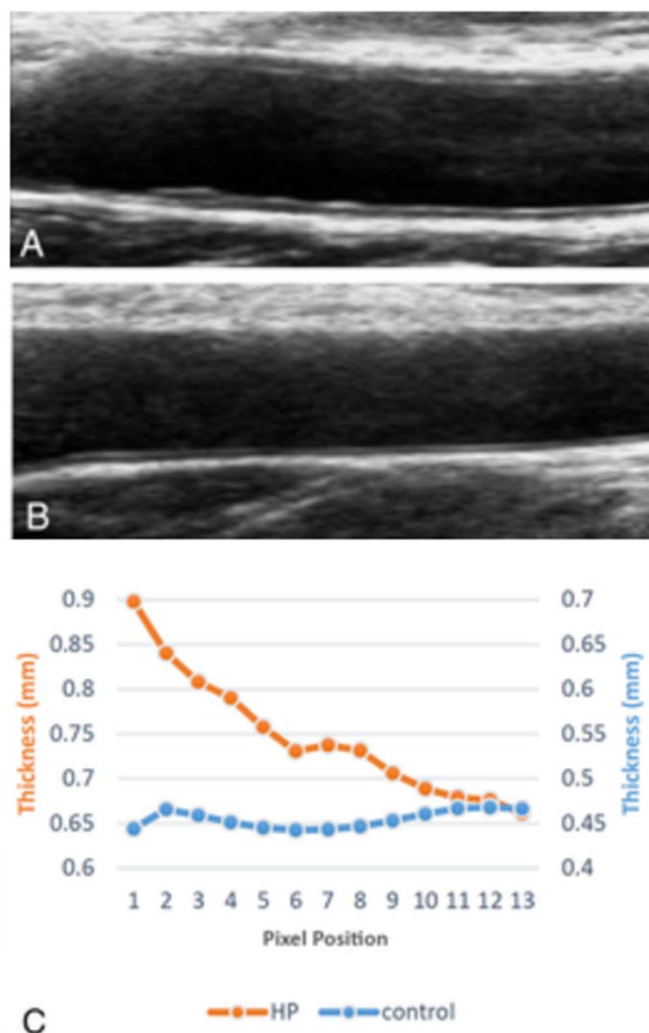 A
B
0.9 0.7
0.85 0.65
0.8 0.6
0.75 0.55
0.7 0.5
0.65 0.45
0.6 0.4
Thickness (mm)
Thickness (mm)
1 2 3 4 5 6 7 8 9 10 11 12 13
Pixel Position
C
HP control